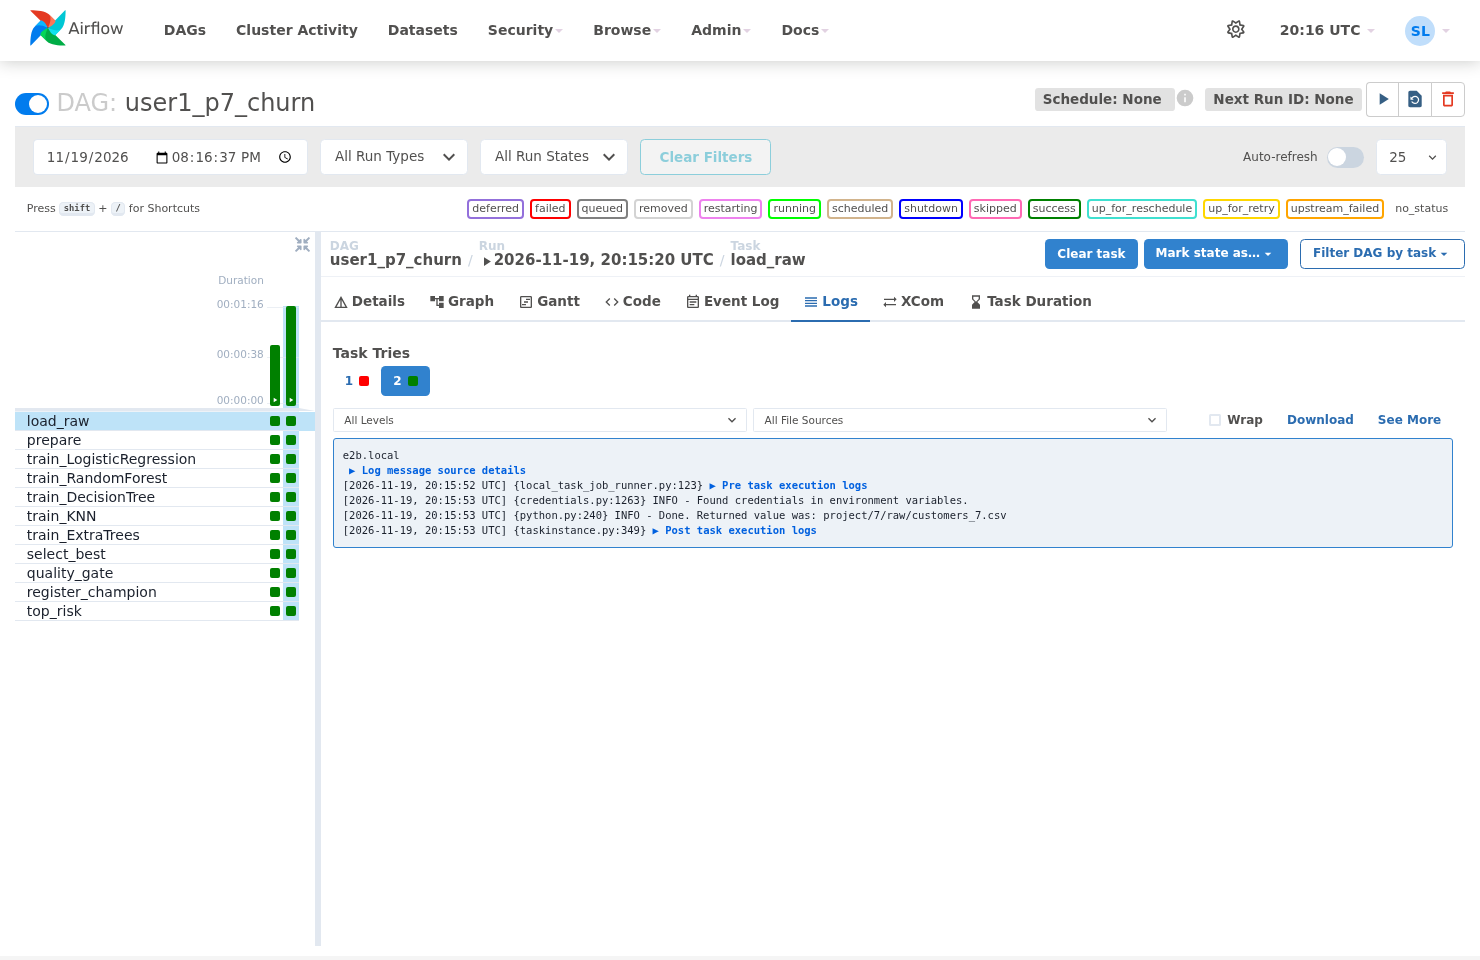 Airflow DAGs Cluster Activity Datasets Security Browse Admin Docs 20:16 UTC SL
DAG: user1_p7_churn Schedule: None Next Run ID: None
11/19/2026 08:16:37 PM All Run Types All Run States Clear Filters Auto-refresh 25
Press shift + / for Shortcuts deferred failed queued removed restarting running scheduled shutdown skipped success up_for_reschedule up_for_retry upstream_failed no_status
DAG Run Task
user1_p7_churn / 2026-11-19, 20:15:20 UTC / load_raw Clear task Mark state as... Filter DAG by task
Details Graph Gantt Code Event Log Logs XCom Task Duration
Duration
00:01:16
00:00:38
00:00:00
load_raw
prepare
train_LogisticRegression
train_RandomForest
train_DecisionTree
train_KNN
train_ExtraTrees
select_best
quality_gate
register_champion
top_risk
Task Tries
1 2
All Levels All File Sources Wrap Download See More
e2b.local
▶ Log message source details
[2026-11-19, 20:15:52 UTC] {local_task_job_runner.py:123} ▶ Pre task execution logs
[2026-11-19, 20:15:53 UTC] {credentials.py:1263} INFO - Found credentials in environment variables.
[2026-11-19, 20:15:53 UTC] {python.py:240} INFO - Done. Returned value was: project/7/raw/customers_7.csv
[2026-11-19, 20:15:53 UTC] {taskinstance.py:349} ▶ Post task execution logs